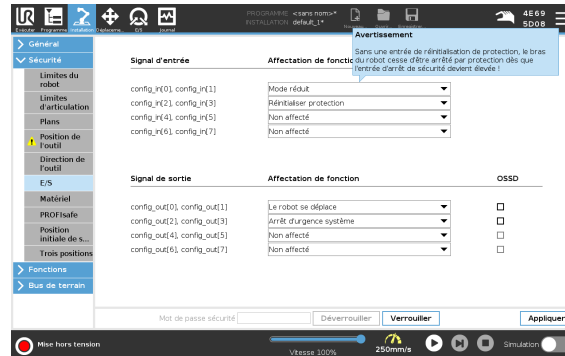 PROGRAMME <sans nom>*
INSTALLATION default_1*
4E69
5D08
Exécuter Programme Installation Déplaceme... E/S Journal
Avertissement
Sans une entrée de réinitialisation de protection, le bras
du robot cesse d'être arrêté par protection dès que
l'entrée d'arrêt de sécurité devient élevée !
Général
Sécurité
Limites du
robot
Limites
d'articulation
Plans
Position de
l'outil
Direction de
l'outil
E/S
Matériel
PROFIsafe
Position
initiale de s...
Trois positions
Fonctions
Bus de terrain
Signal d'entrée Affectation de fonction
config_in[0], config_in[1] Mode réduit
config_in[2], config_in[3] Réinitialiser protection
config_in[4], config_in[5] Non affecté
config_in[6], config_in[7] Non affecté
Signal de sortie Affectation de fonction OSSD
config_out[0], config_out[1] Le robot se déplace
config_out[2], config_out[3] Arrêt d'urgence système
config_out[4], config_out[5] Non affecté
config_out[6], config_out[7] Non affecté
Mot de passe sécurité Déverrouiller Verrouiller Appliquer
Mise hors tension
Vitesse 100%
250mm/s
Simulation